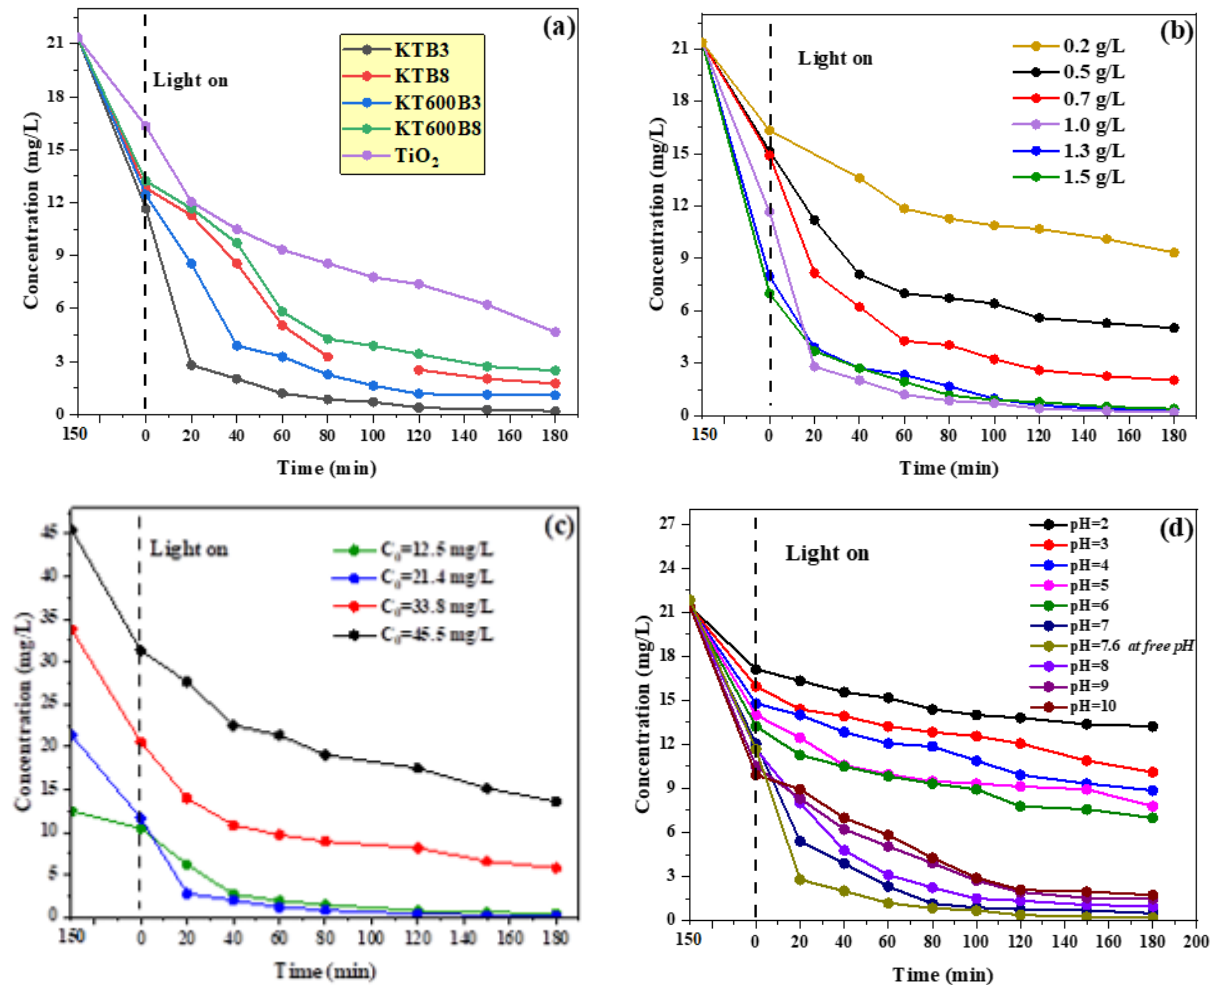 (a)
Light on
KTB3
KTB8
KT600B3
KT600B8
TiO₂
Concentration (mg/L)
21
18
15
12
9
6
3
0
150 0 20 40 60 80 100 120 140 160 180
Time (min)
(b)
Light on
0.2 g/L
0.5 g/L
0.7 g/L
1.0 g/L
1.3 g/L
1.5 g/L
Concentration (mg/L)
21
18
15
12
9
6
3
0
150 0 20 40 60 80 100 120 140 160 180
Time (min)
(c)
Light on
C₀=12.5 mg/L
C₀=21.4 mg/L
C₀=33.8 mg/L
C₀=45.5 mg/L
Concentration (mg/L)
45
40
35
30
25
20
15
10
5
0
150 0 20 40 60 80 100 120 140 160 180
Time (min)
(d)
Light on
pH=2
pH=3
pH=4
pH=5
pH=6
pH=7
pH=7.6 at free pH
pH=8
pH=9
pH=10
Concentration (mg/L)
27
24
21
18
15
12
9
6
3
0
150 0 20 40 60 80 100 120 140 160 180 200
Time (min)